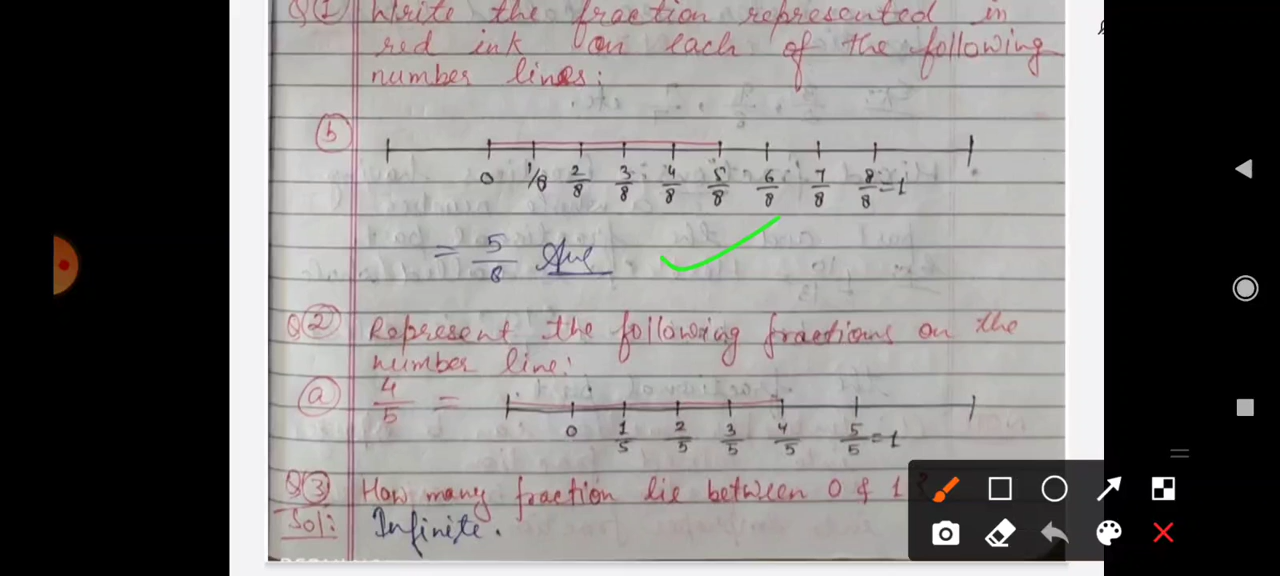 Q(1) Write the fraction represented in
red ink on each of the following
number lines:
(b)
0 1/8 2/8 3/8 4/8 5/8 6/8 7/8 8/8=1
= 5/8 Ans
Q(2) Represent the following fractions on the
number line:
(a) 4/5 =
0 1/5 2/5 3/5 4/5 5/5=1
Q(3) How many fraction lie between 0 & 1 ?
Sol: Infinite.